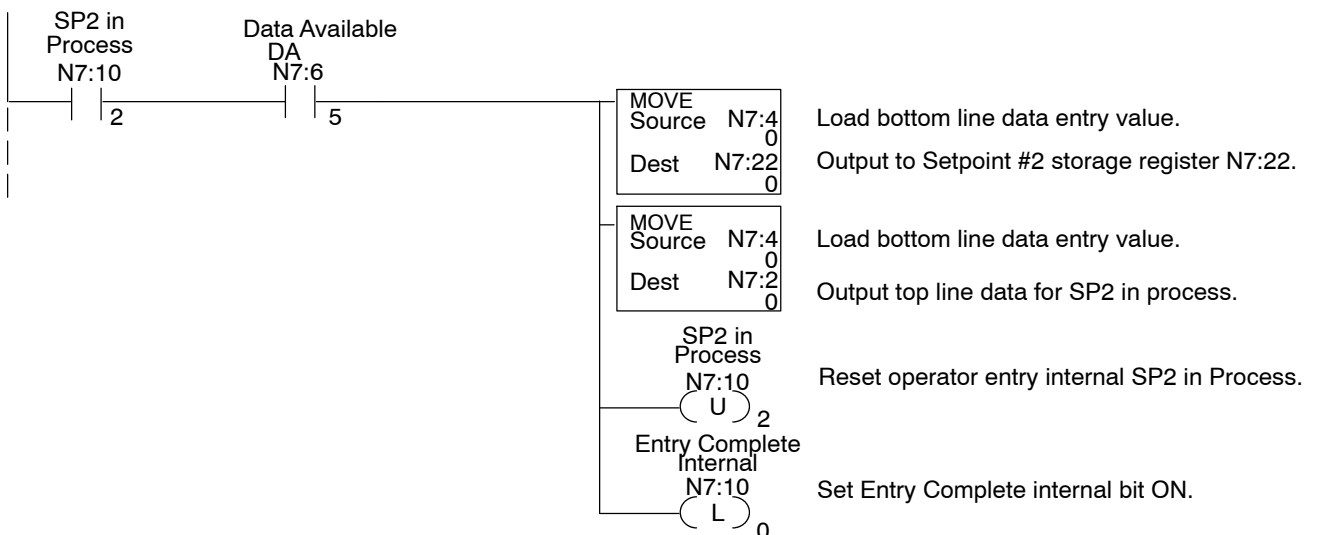 SP2 in
Process
N7:10
2
Data Available
DA
N7:6
5
MOVE
Source N7:4
0
Dest N7:22
0
Load bottom line data entry value.
Output to Setpoint #2 storage register N7:22.
MOVE
Source N7:4
0
Dest N7:2
0
Load bottom line data entry value.
Output top line data for SP2 in process.
SP2 in
Process
N7:10
U
2
Reset operator entry internal SP2 in Process.
Entry Complete
Internal
N7:10
L
0
Set Entry Complete internal bit ON.